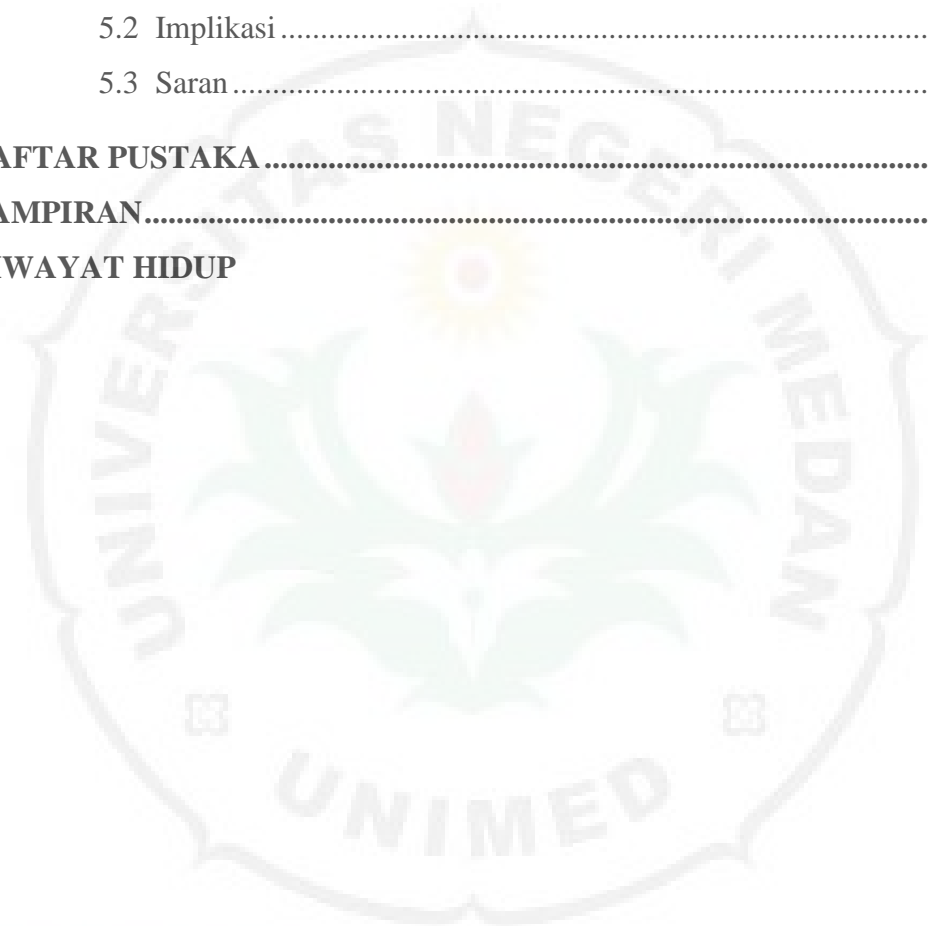 5.2 Implikasi ................................................................................
5.3 Saran ................................................................................
AFTAR PUSTAKA ................................................................................
AMPIRAN................................................................................
IWAYAT HIDUP
UNIVERSITAS NEGERI MEDAN
UNIMED